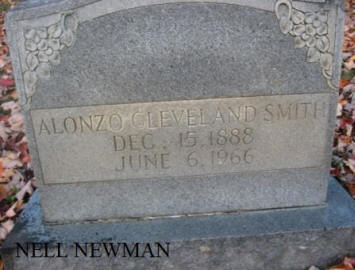 ALONZO CLEVELAND SMITH
DEC. 15, 1888
JUNE 6, 1966
NELL NEWMAN